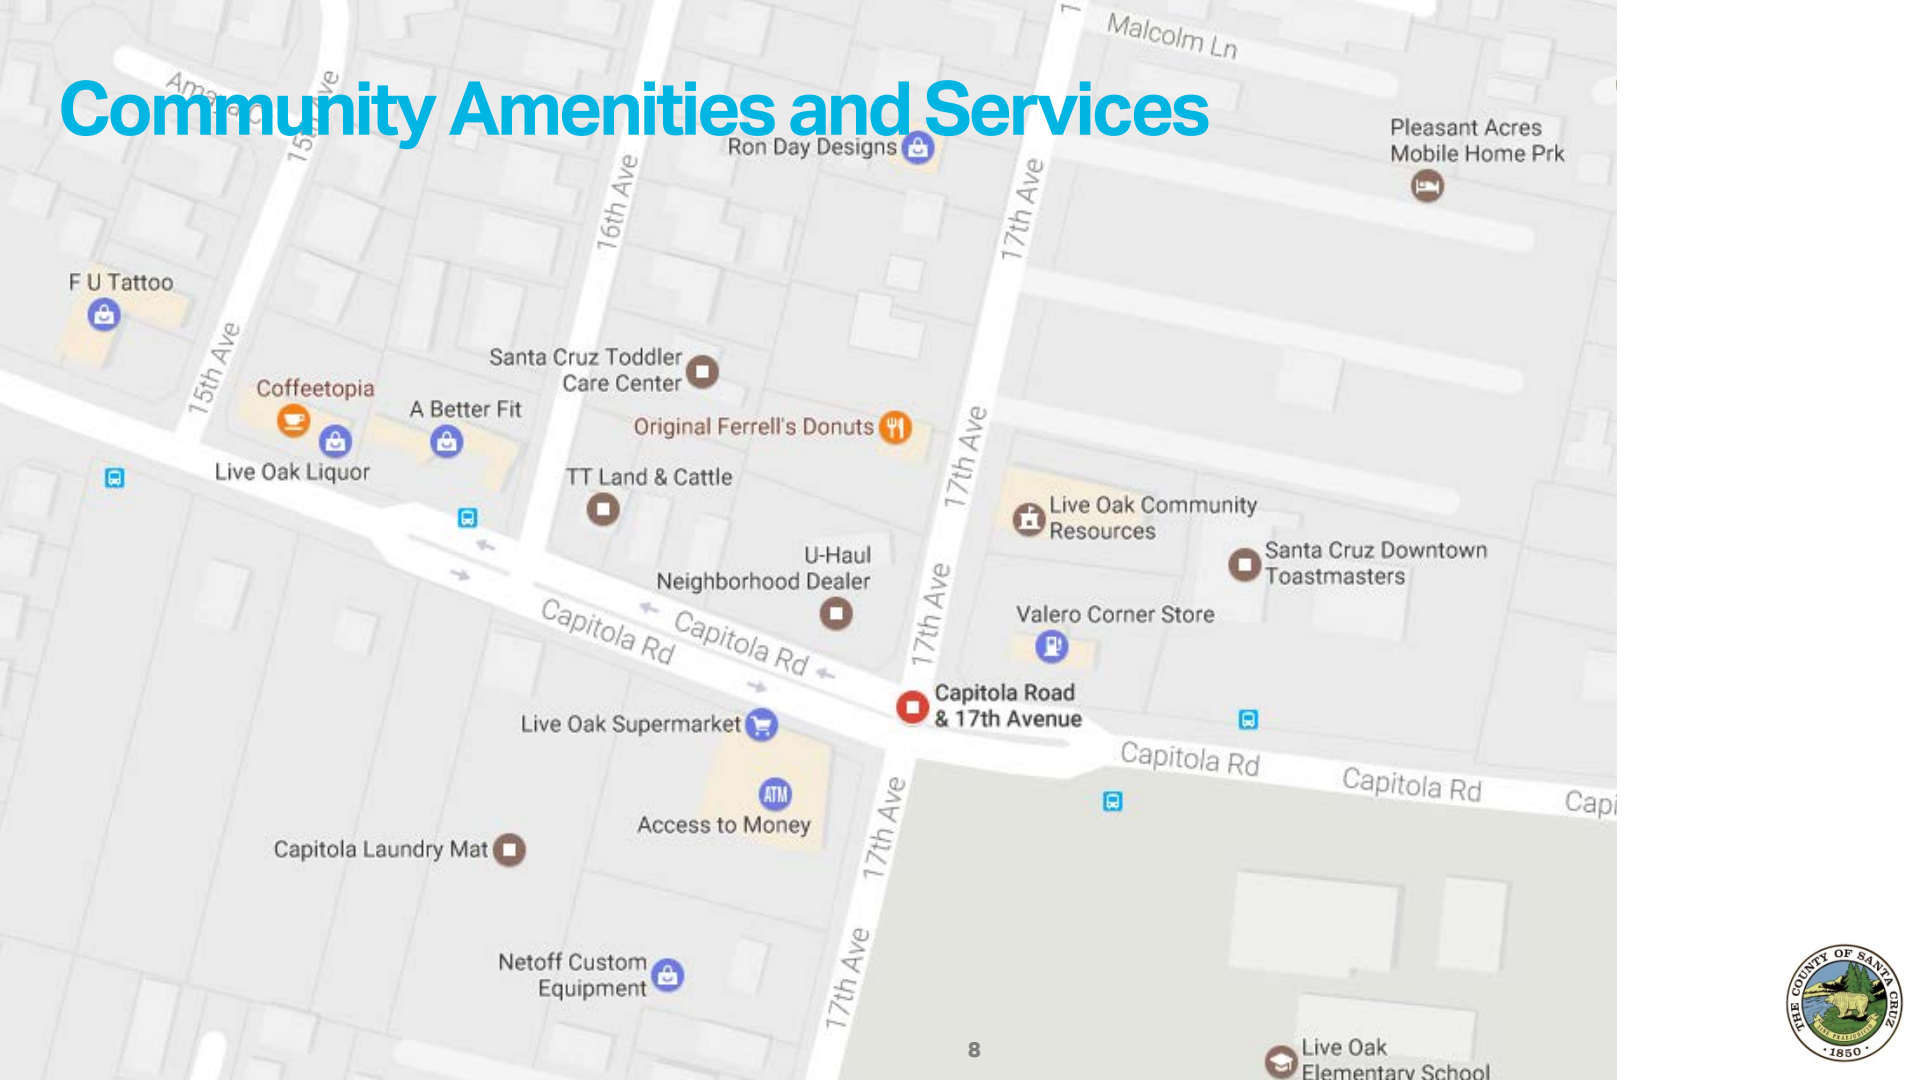 Community Amenities and Services
Malcolm Ln
15th Ave
16th Ave
17th Ave
Ron Day Designs
Pleasant Acres
Mobile Home Prk
F U Tattoo
15th Ave
Coffeetopia
Live Oak Liquor
A Better Fit
Santa Cruz Toddler
Care Center
Original Ferrell's Donuts
17th Ave
TT Land & Cattle
Live Oak Community
Resources
Santa Cruz Downtown
Toastmasters
U-Haul
Neighborhood Dealer
17th Ave
Valero Corner Store
Capitola Rd
Capitola Rd
Capitola Road
& 17th Avenue
Live Oak Supermarket
Capitola Rd
Capitola Rd
Capi
ATM
Access to Money
17th Ave
Capitola Laundry Mat
Netoff Custom
Equipment
17th Ave
8
Live Oak
Elementary School
THE COUNTY OF SANTA CRUZ
1850